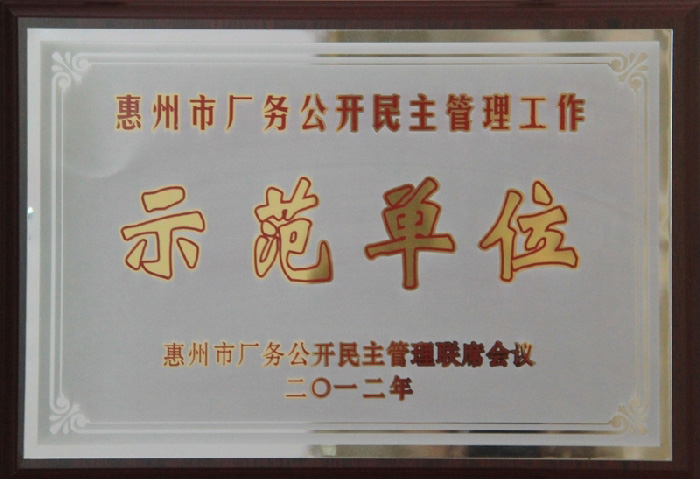 惠州市厂务公开民主管理工作
示范单位
惠州市厂务公开民主管理联席会议
二〇一二年